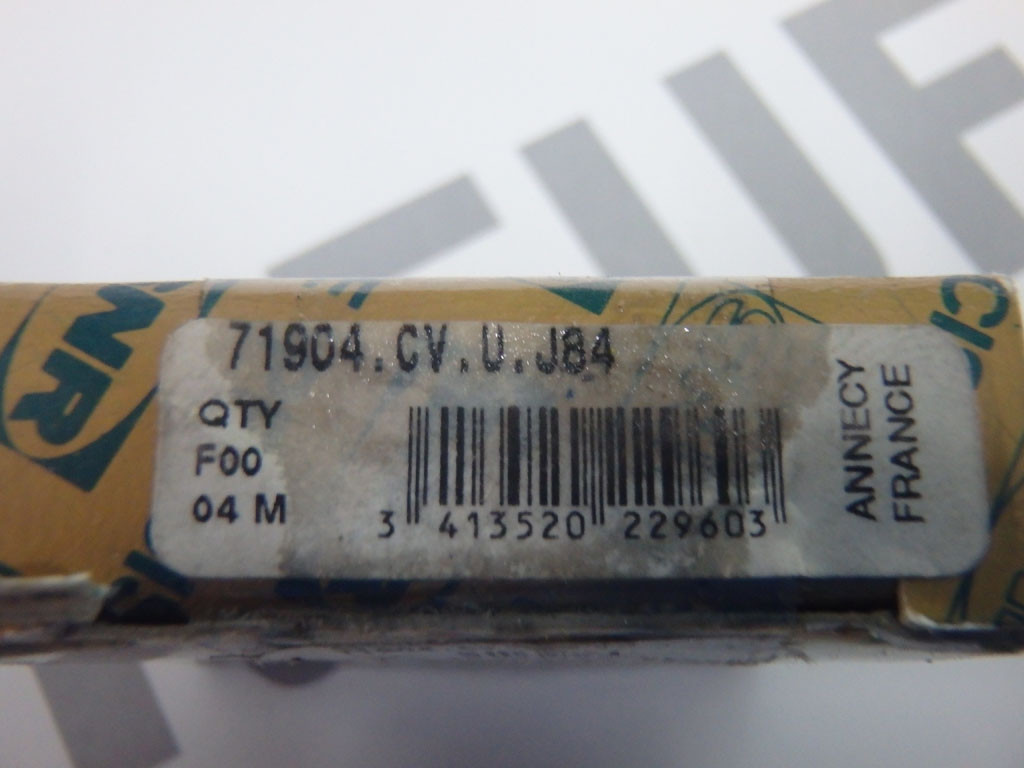 71904.CV.U.J84
QTY
F00
04 M
3 413520 229603
ANNECY
FRANCE